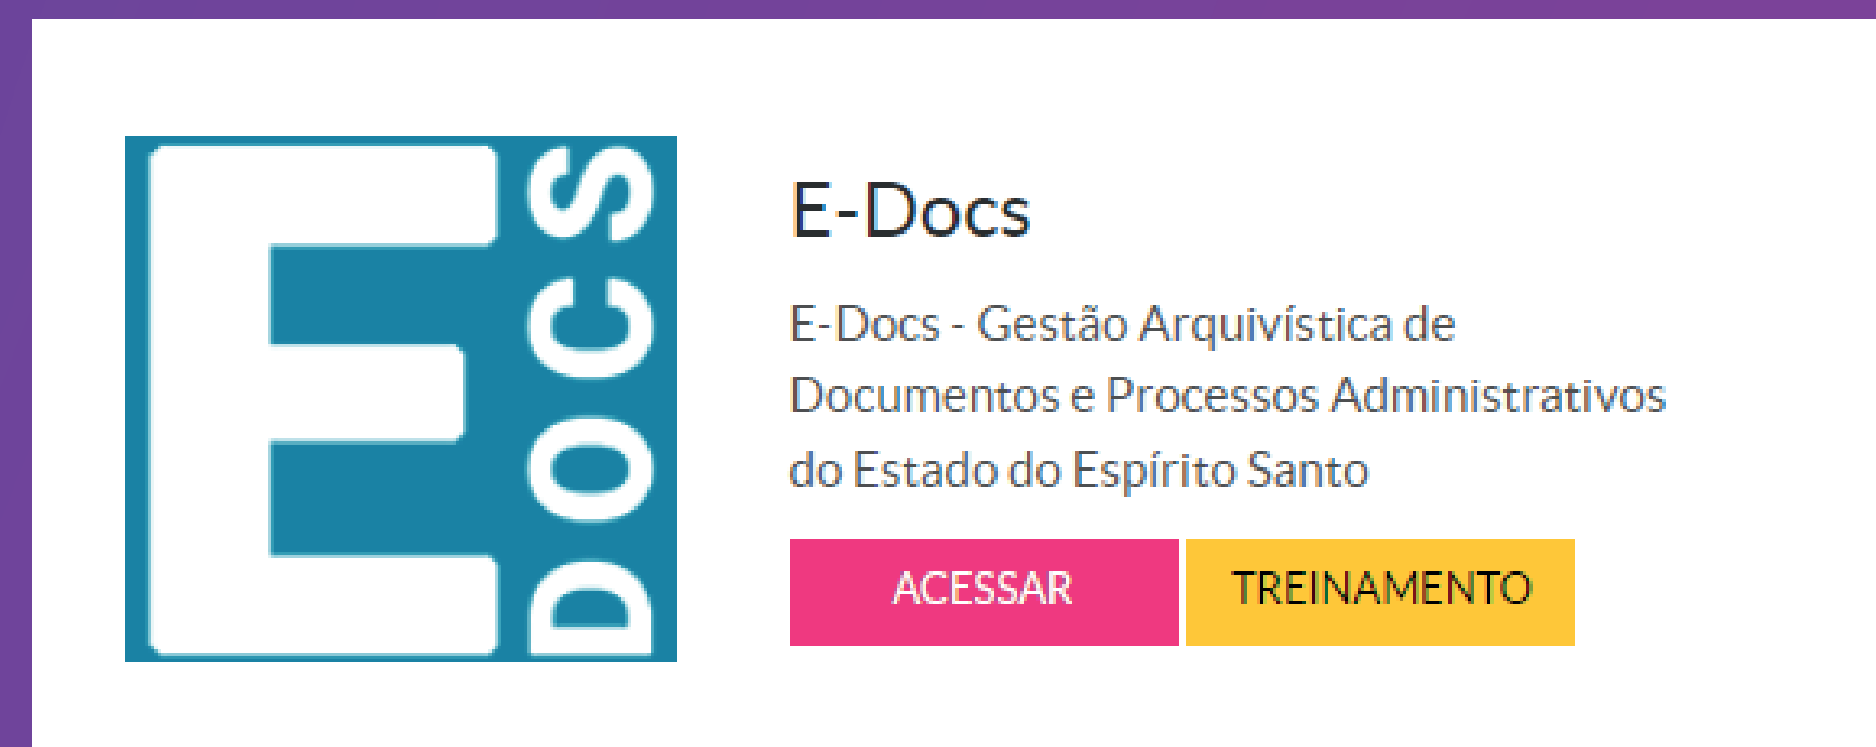 E DOCS
E-Docs
E-Docs - Gestão Arquivística de
Documentos e Processos Administrativos
do Estado do Espírito Santo
ACESSAR TREINAMENTO